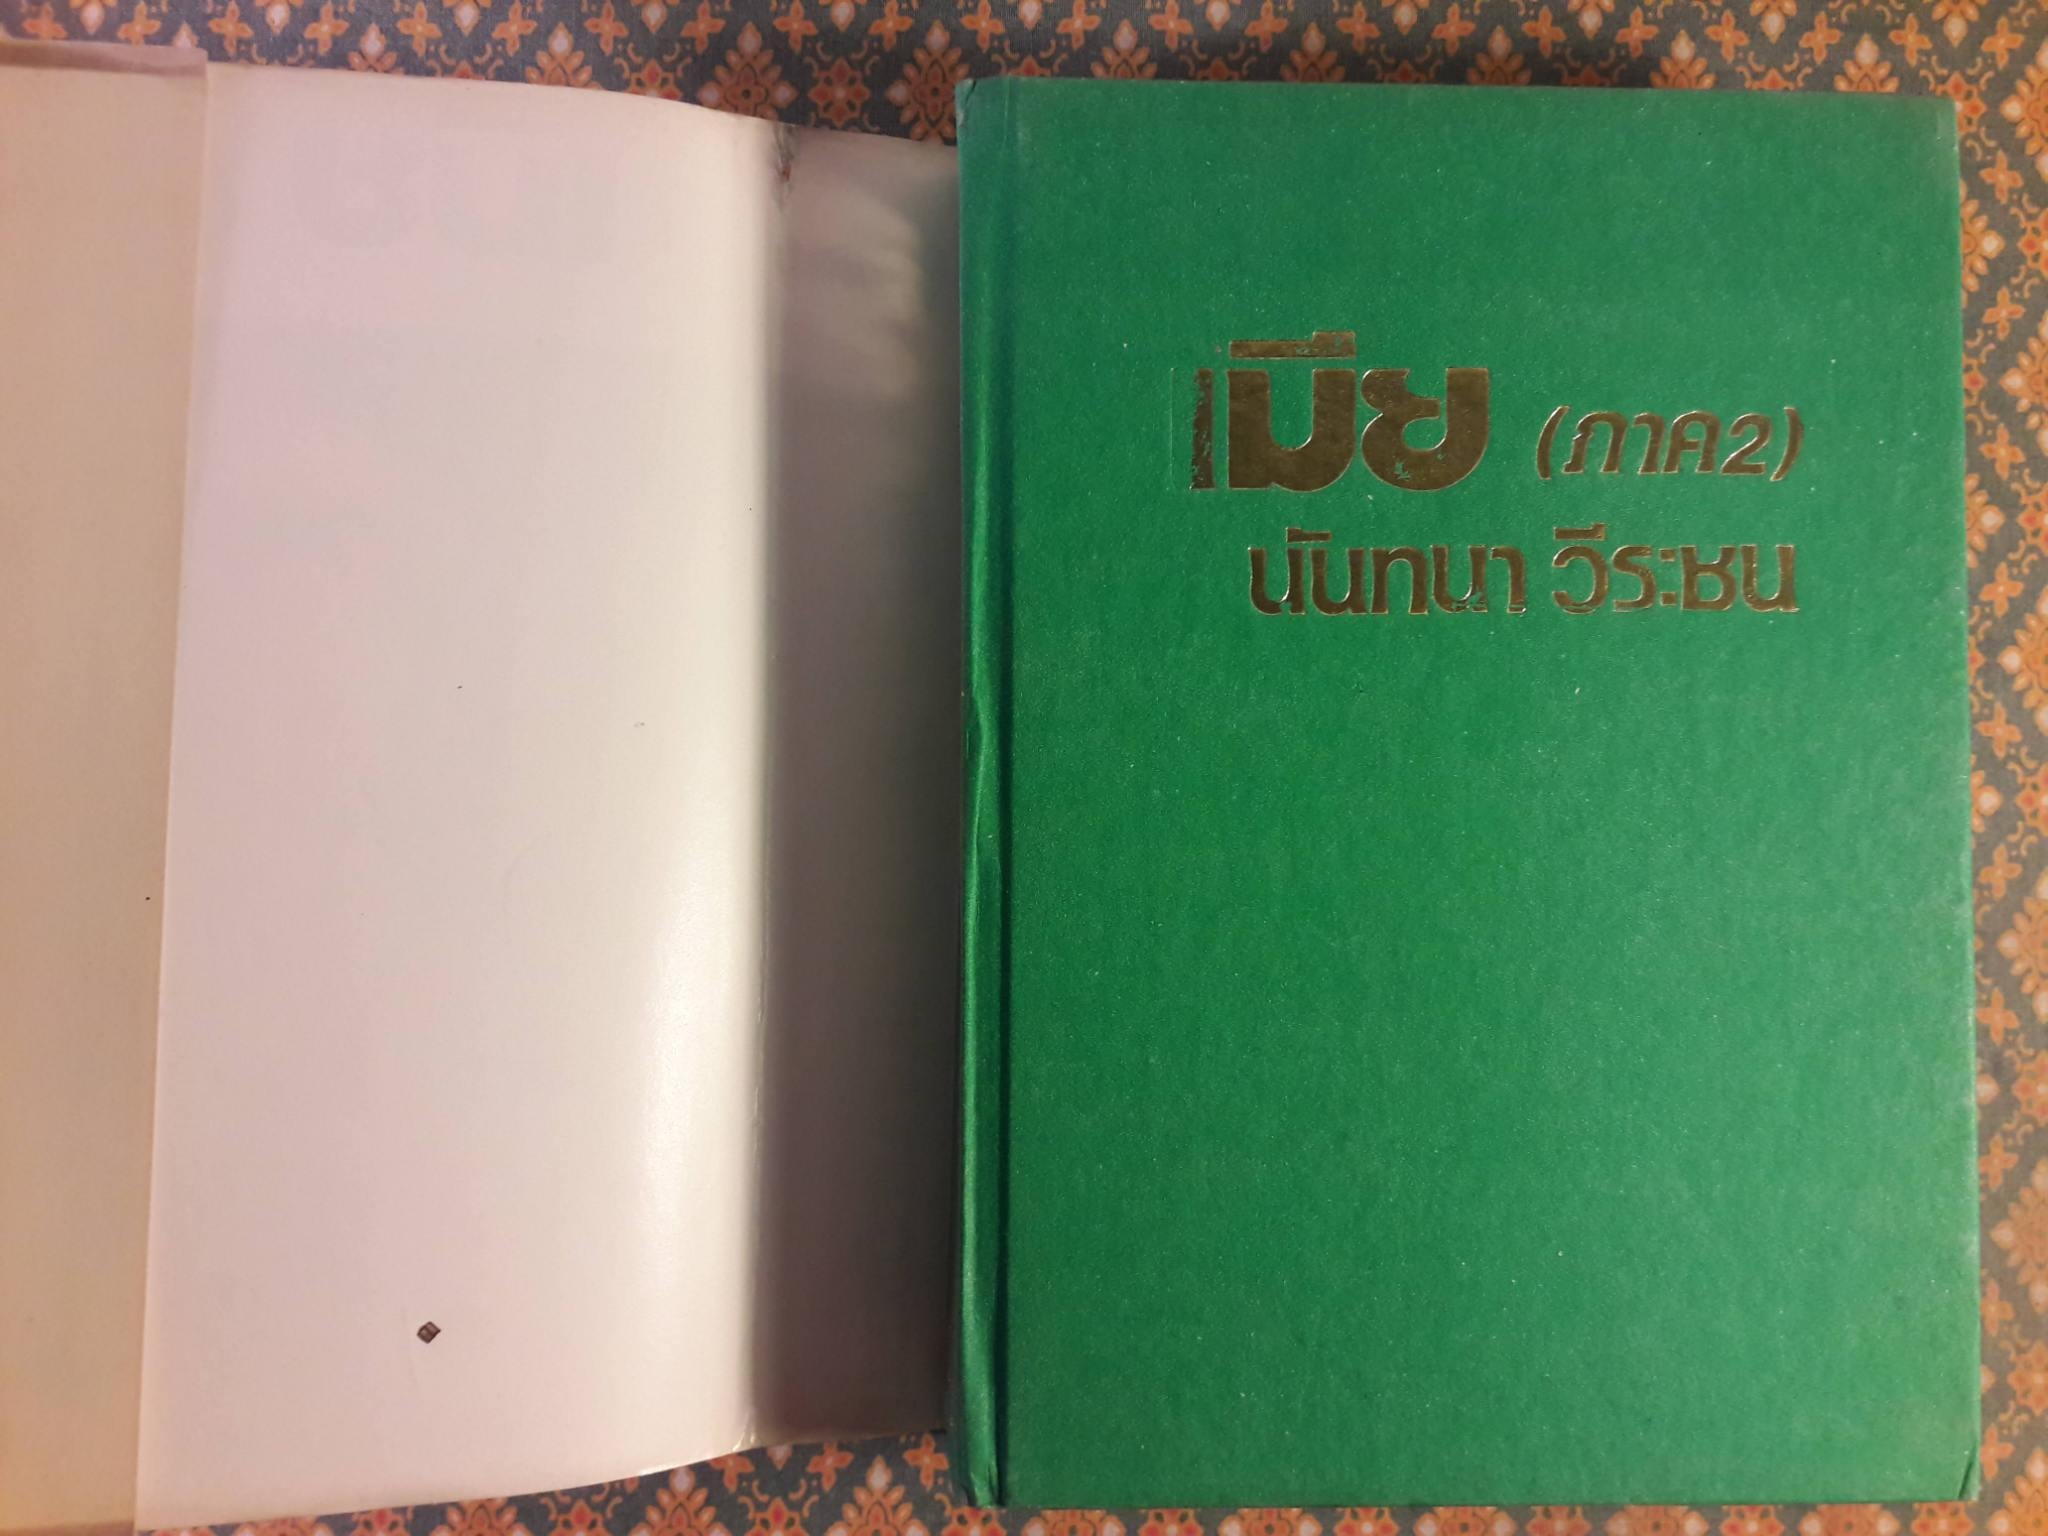 เมีย (ภาค2)
นันทนา วีระชน